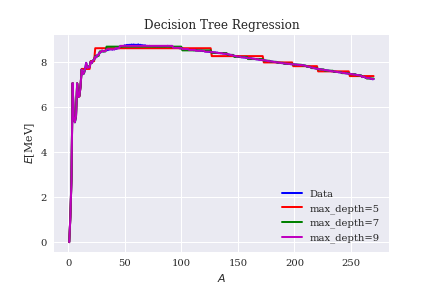 Decision Tree Regression
E[MeV]
8
6
4
2
0
0 50 100 150 200 250
A
Data
max_depth=5
max_depth=7
max_depth=9